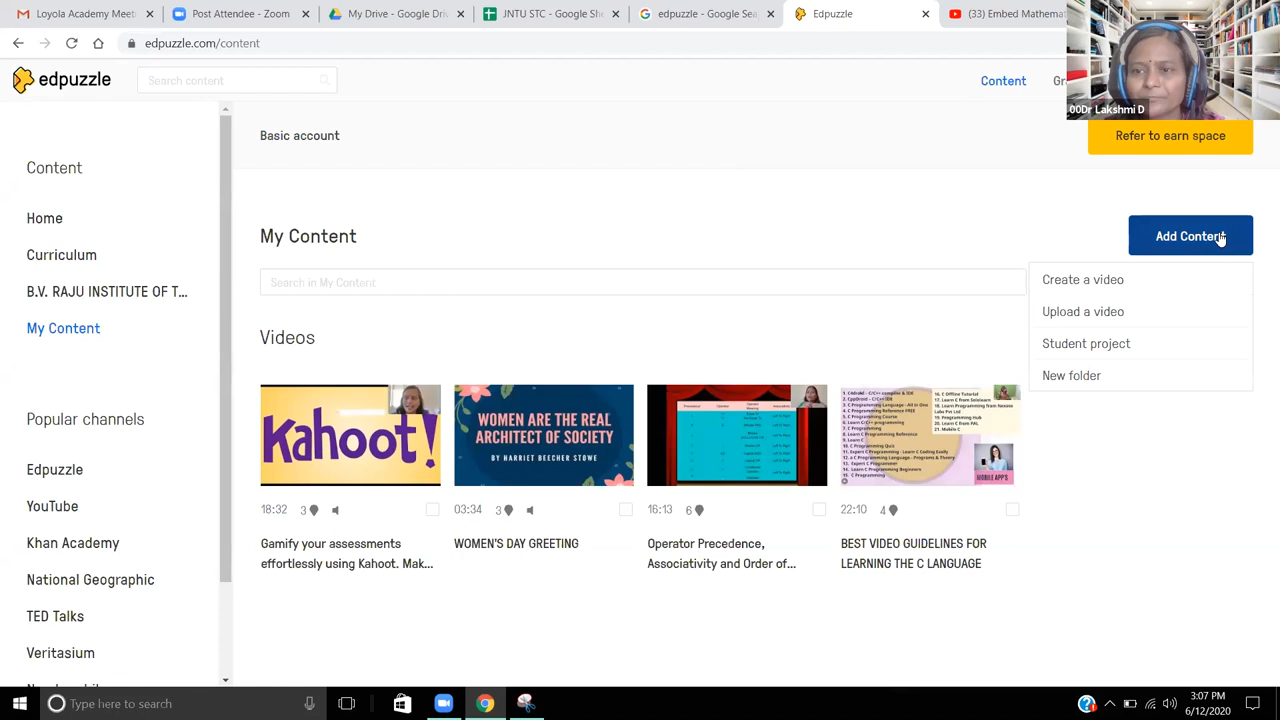 Loyola Academy Meeti
Post Attendee - Zoom
My Drive - Google Dri
JNTU STC - Google She
edpuzzle - Google Sea
Edpuzzle
(33) Embed Mathema
edpuzzle.com/content
edpuzzle
Search content
Content
Gr
00Dr Lakshmi D
Basic account
Refer to earn space
Content
Home
Curriculum
B.V. RAJU INSTITUTE OF T...
My Content
Popular channels
Edpuzzle
YouTube
Khan Academy
National Geographic
TED Talks
Veritasium
My Content
Add Content
Search in My Content
Create a video
Upload a video
Student project
New folder
Videos
Kahoot!
WOMEN ARE THE REAL
ARCHITECT OF SOCIETY
BY HARRIET BEECHER STOWE
MOBILE APP'S
18:32 3
03:34 3
16:13 6
22:10 4
Gamify your assessments
effortlessly using Kahoot. Mak...
WOMEN'S DAY GREETING
Operator Precedence,
Associativity and Order of...
BEST VIDEO GUIDELINES FOR
LEARNING THE C LANGUAGE
Type here to search
3:07 PM
6/12/2020